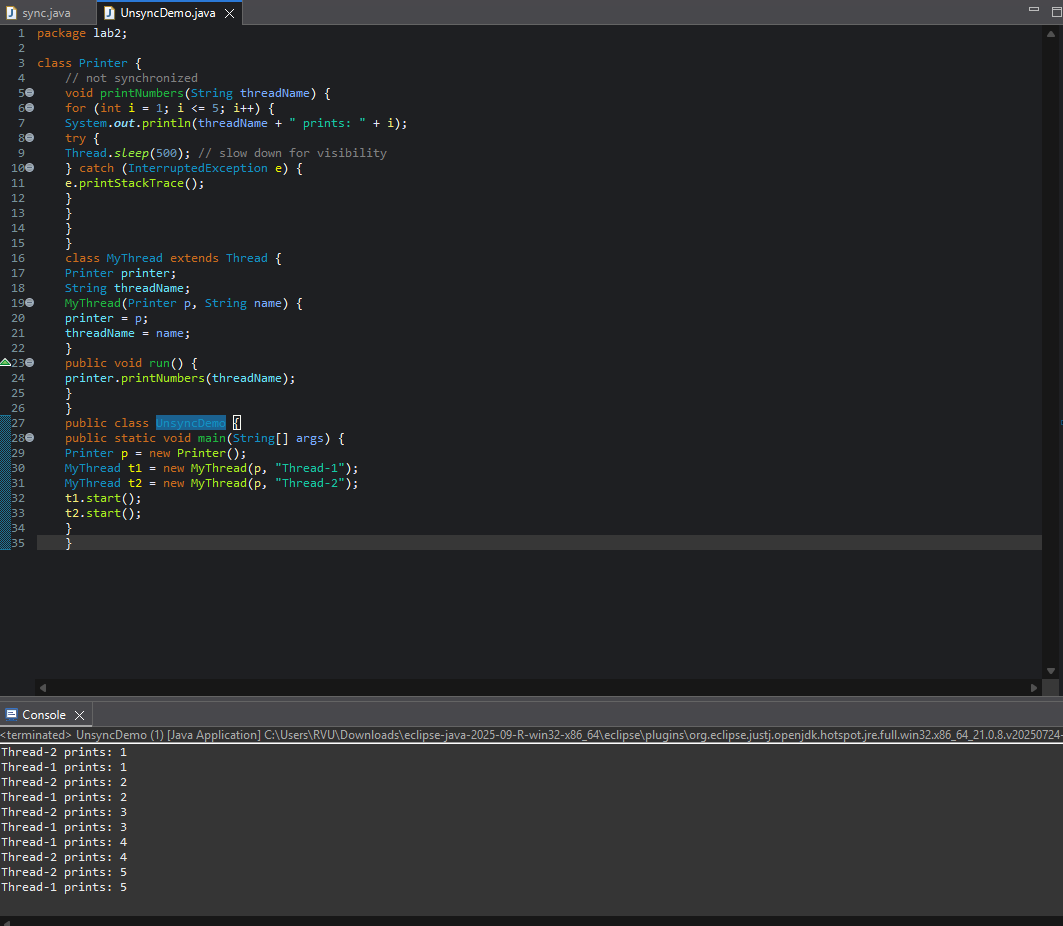 sync.java UnsyncDemo.java
1 package lab2;
2
3 class Printer {
4 // not synchronized
5 void printNumbers(String threadName) {
6 for (int i = 1; i <= 5; i++) {
7 System.out.println(threadName + " prints: " + i);
8 try {
9 Thread.sleep(500); // slow down for visibility
10 } catch (InterruptedException e) {
11 e.printStackTrace();
12 }
13 }
14 }
15 }
16 class MyThread extends Thread {
17 Printer printer;
18 String threadName;
19 MyThread(Printer p, String name) {
20 printer = p;
21 threadName = name;
22 }
23 public void run() {
24 printer.printNumbers(threadName);
25 }
26 }
27 public class UnsyncDemo {
28 public static void main(String[] args) {
29 Printer p = new Printer();
30 MyThread t1 = new MyThread(p, "Thread-1");
31 MyThread t2 = new MyThread(p, "Thread-2");
32 t1.start();
33 t2.start();
34 }
35 }
Console
<terminated> UnsyncDemo (1) [Java Application] C:\Users\RVU\Downloads\eclipse-java-2025-09-R-win32-x86_64\eclipse\plugins\org.eclipse.justj.openjdk.hotspot.jre.full.win32.x86_64_21.0.8.v20250724-
Thread-2 prints: 1
Thread-1 prints: 1
Thread-2 prints: 2
Thread-1 prints: 2
Thread-2 prints: 3
Thread-1 prints: 3
Thread-1 prints: 4
Thread-2 prints: 4
Thread-2 prints: 5
Thread-1 prints: 5